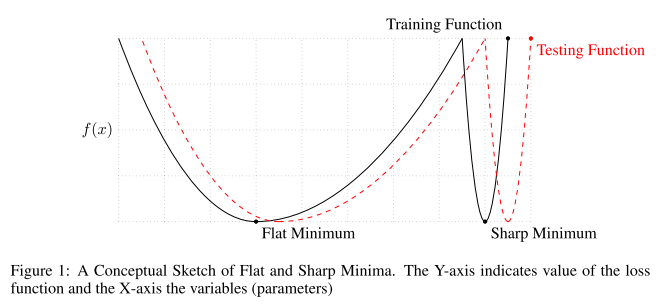 Training Function
Testing Function
f(x)
Flat Minimum
Sharp Minimum
Figure 1: A Conceptual Sketch of Flat and Sharp Minima. The Y-axis indicates value of the loss
function and the X-axis the variables (parameters)